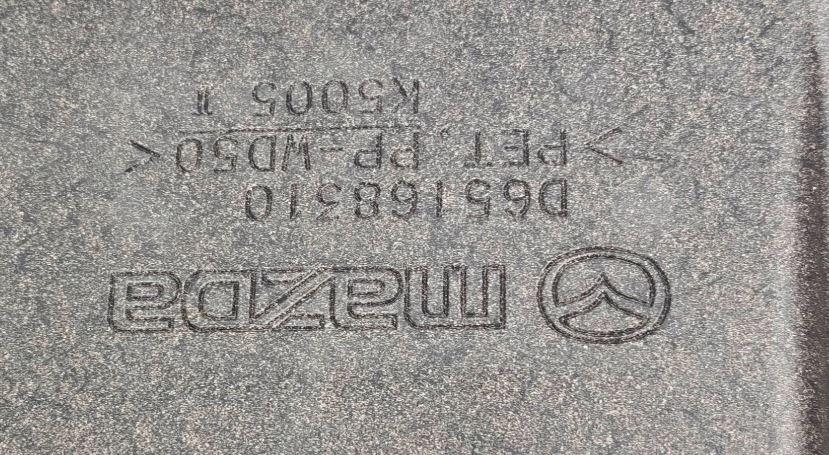 mazda
D65168310
>PET, PP-WD50<
K5005